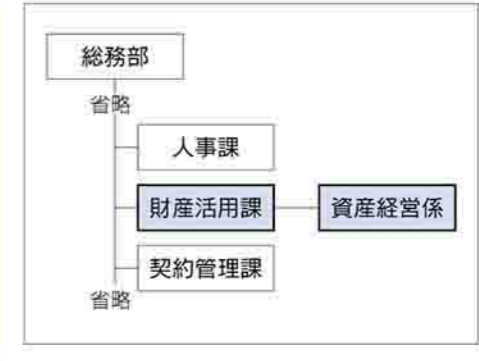 総務部
省略
人事課
財産活用課
資産経営係
契約管理課
省略